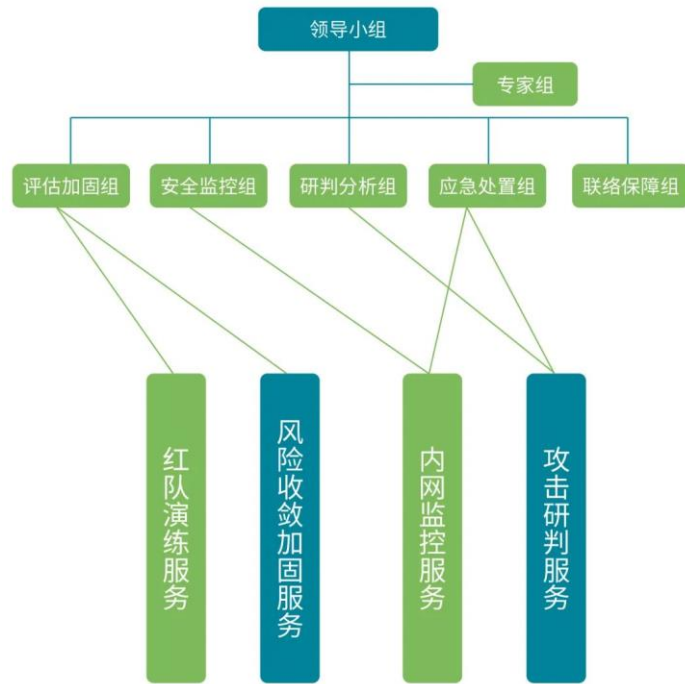 领导小组
专家组
评估加固组
安全监控组
研判分析组
应急处置组
联络保障组
红队演练服务
风险收敛加固服务
内网监控服务
攻击研判服务